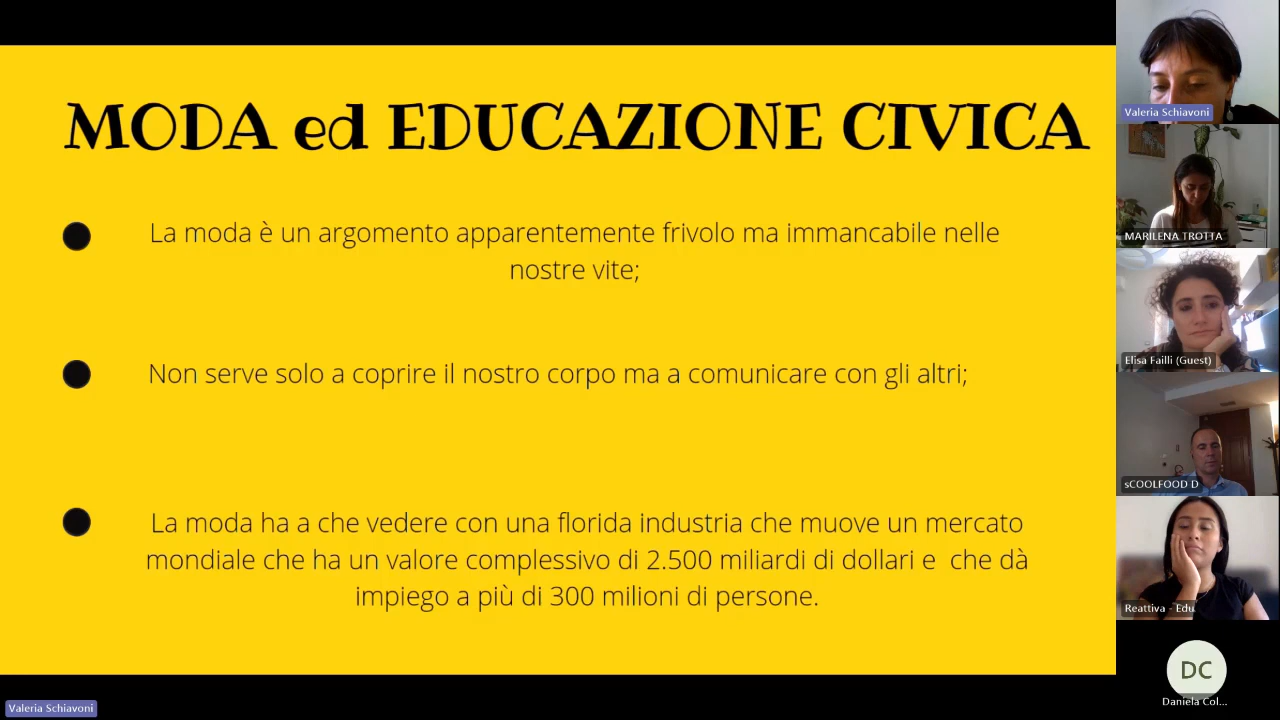 MODA ed EDUCAZIONE CIVICA
La moda è un argomento apparentemente frivolo ma immancabile nelle
nostre vite;
Non serve solo a coprire il nostro corpo ma a comunicare con gli altri;
La moda ha a che vedere con una florida industria che muove un mercato
mondiale che ha un valore complessivo di 2.500 miliardi di dollari e che dà
impiego a più di 300 milioni di persone.
Valeria Schiavoni
Valeria Schiavoni
MARILENA TROTTA
Elisa Failli (Guest)
sCOOLFOOD D
Reattiva - Edu
DC
Daniela Col...